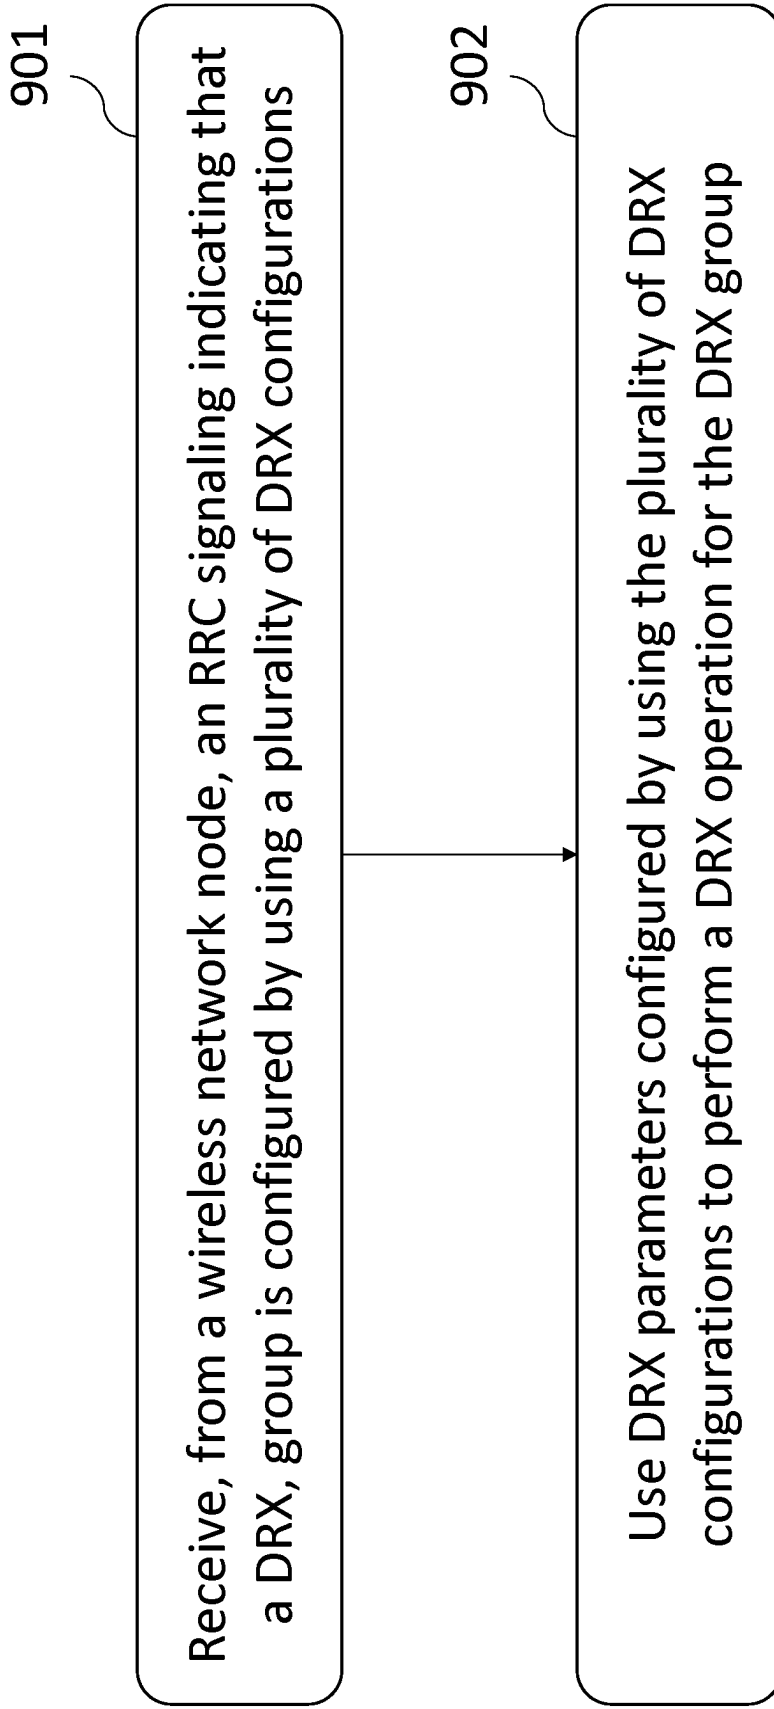 901
Receive, from a wireless network node, an RRC signaling indicating that
a DRX, group is configured by using a plurality of DRX configurations
902
Use DRX parameters configured by using the plurality of DRX
configurations to perform a DRX operation for the DRX group